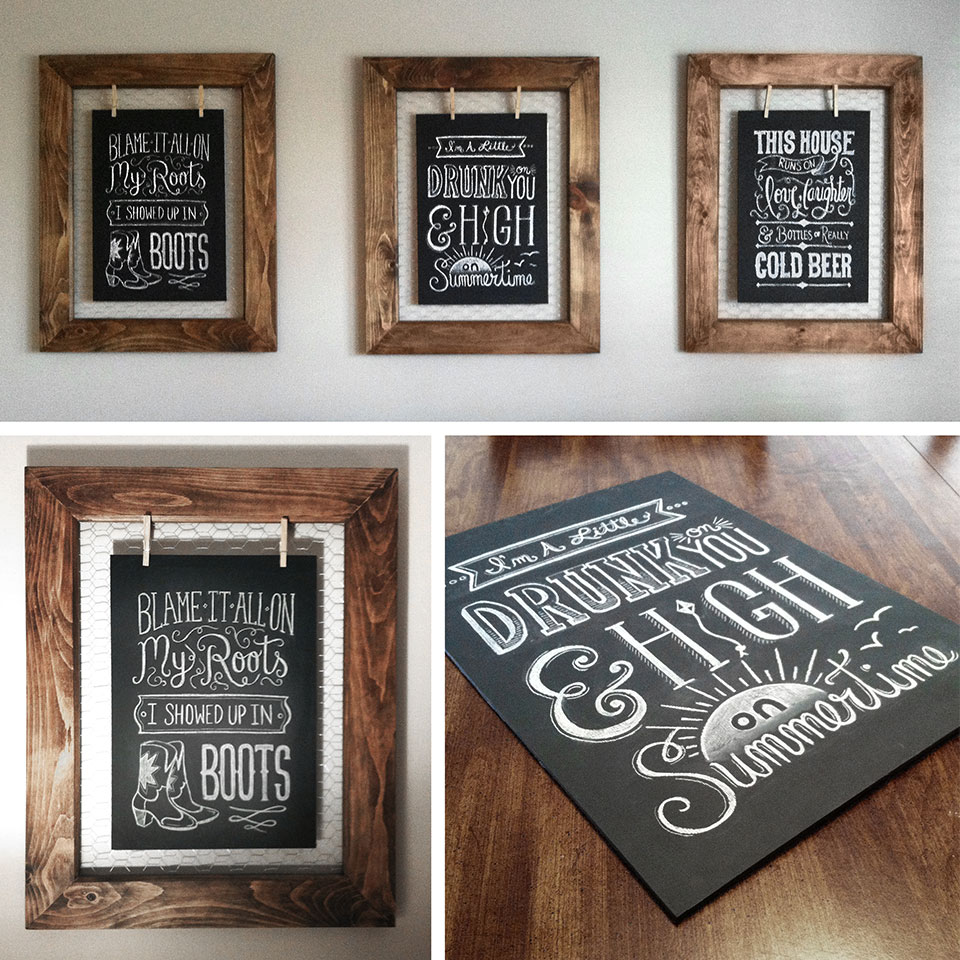 BLAME·IT·ALL·ON
My Roots
I SHOWED UP IN
BOOTS
I'm A Little
DRUNK on YOU
& HIGH
on
Summertime
THIS HOUSE
RUNS ON
love, laughter
& BOTTLES OF REALLY
COLD BEER
BLAME·IT·ALL·ON
My Roots
I SHOWED UP IN
BOOTS
I'm A Little
DRUNK on YOU
& HIGH
on
Summertime